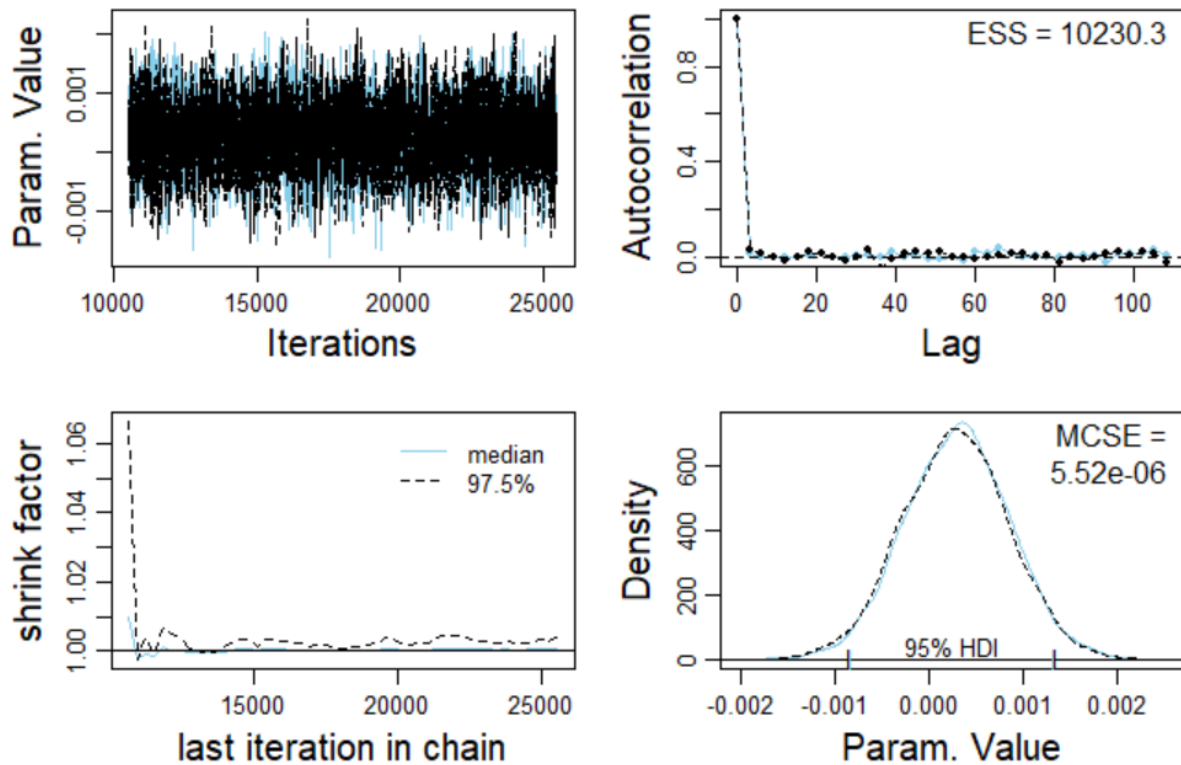 Param. Value
0.001
-0.001
10000 15000 20000 25000
Iterations
Autocorrelation
ESS = 10230.3
0.8
0.4
0.
0 20 40 60 80 100
Lag
shrink factor
1.06
1.04
1.02
1.00
median
97.5%
15000 20000 25000
last iteration in chain
Density
MCSE =
5.52e-06
600
400
200
0
95% HDI
-0.002 -0.001 0.000 0.001 0.002
Param. Value